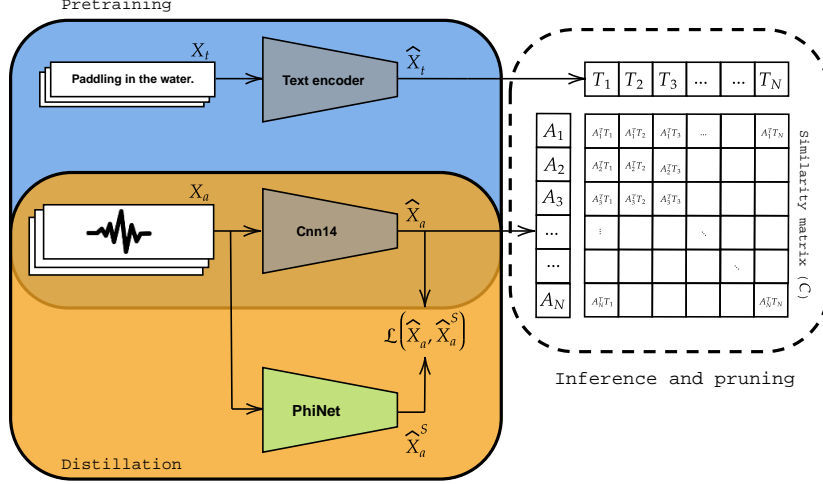 Pretraining
X_t
Paddling in the water.
Text encoder
X̂_t
T_1 T_2 T_3 ... ... T_N
A_1 A_1^T T_1 A_1^T T_2 A_1^T T_3 ... A_1^T T_N
A_2 A_2^T T_1 A_2^T T_2 A_2^T T_3
A_3 A_3^T T_1 A_3^T T_2 A_3^T T_3
... ⋮ ⋱
... ⋱
A_N A_N^T T_1 A_N^T T_N
Similarity matrix (C)
X_a
Cnn14
X̂_a
𝔏(X̂_a, X̂_a^S)
Inference and pruning
PhiNet
X̂_a^S
Distillation